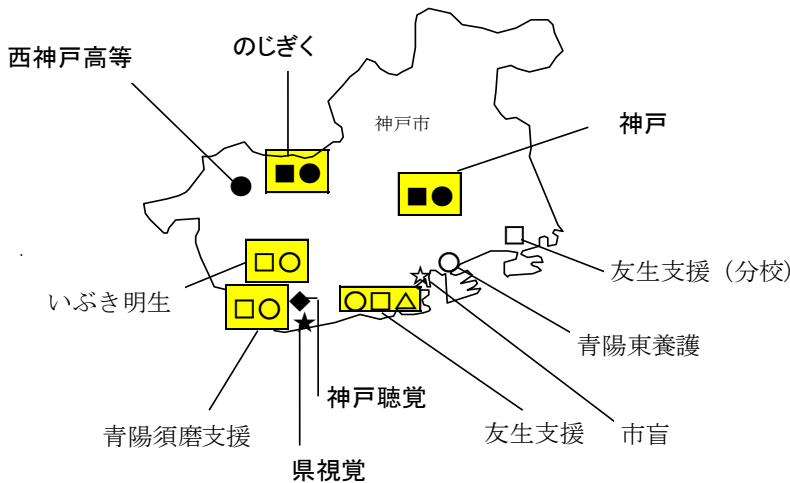 西神戸高等
のじぎく
神戸市
神戸
友生支援（分校）
いぶき明生
青陽東養護
神戸聴覚
青陽須磨支援
友生支援
市盲
県視覚